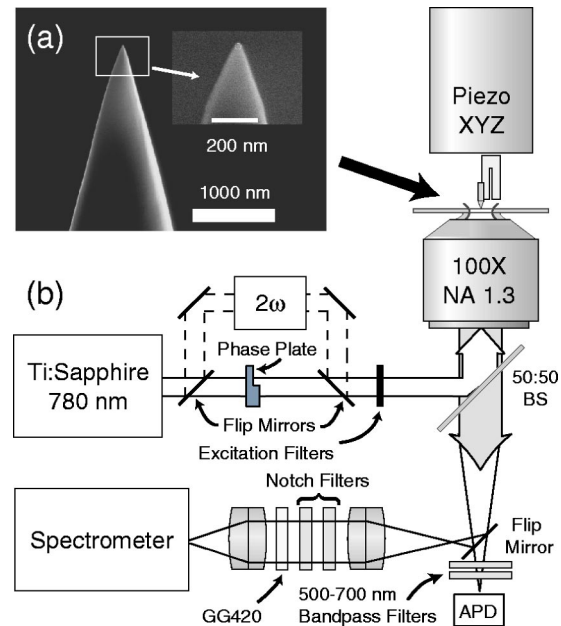 (a)
200 nm
1000 nm
Piezo
XYZ
100X
NA 1.3
(b)
2ω
Phase Plate
Ti:Sapphire
780 nm
50:50
BS
Flip Mirrors
Excitation Filters
Notch Filters
Spectrometer
Flip
Mirror
GG420
500-700 nm
Bandpass Filters
APD